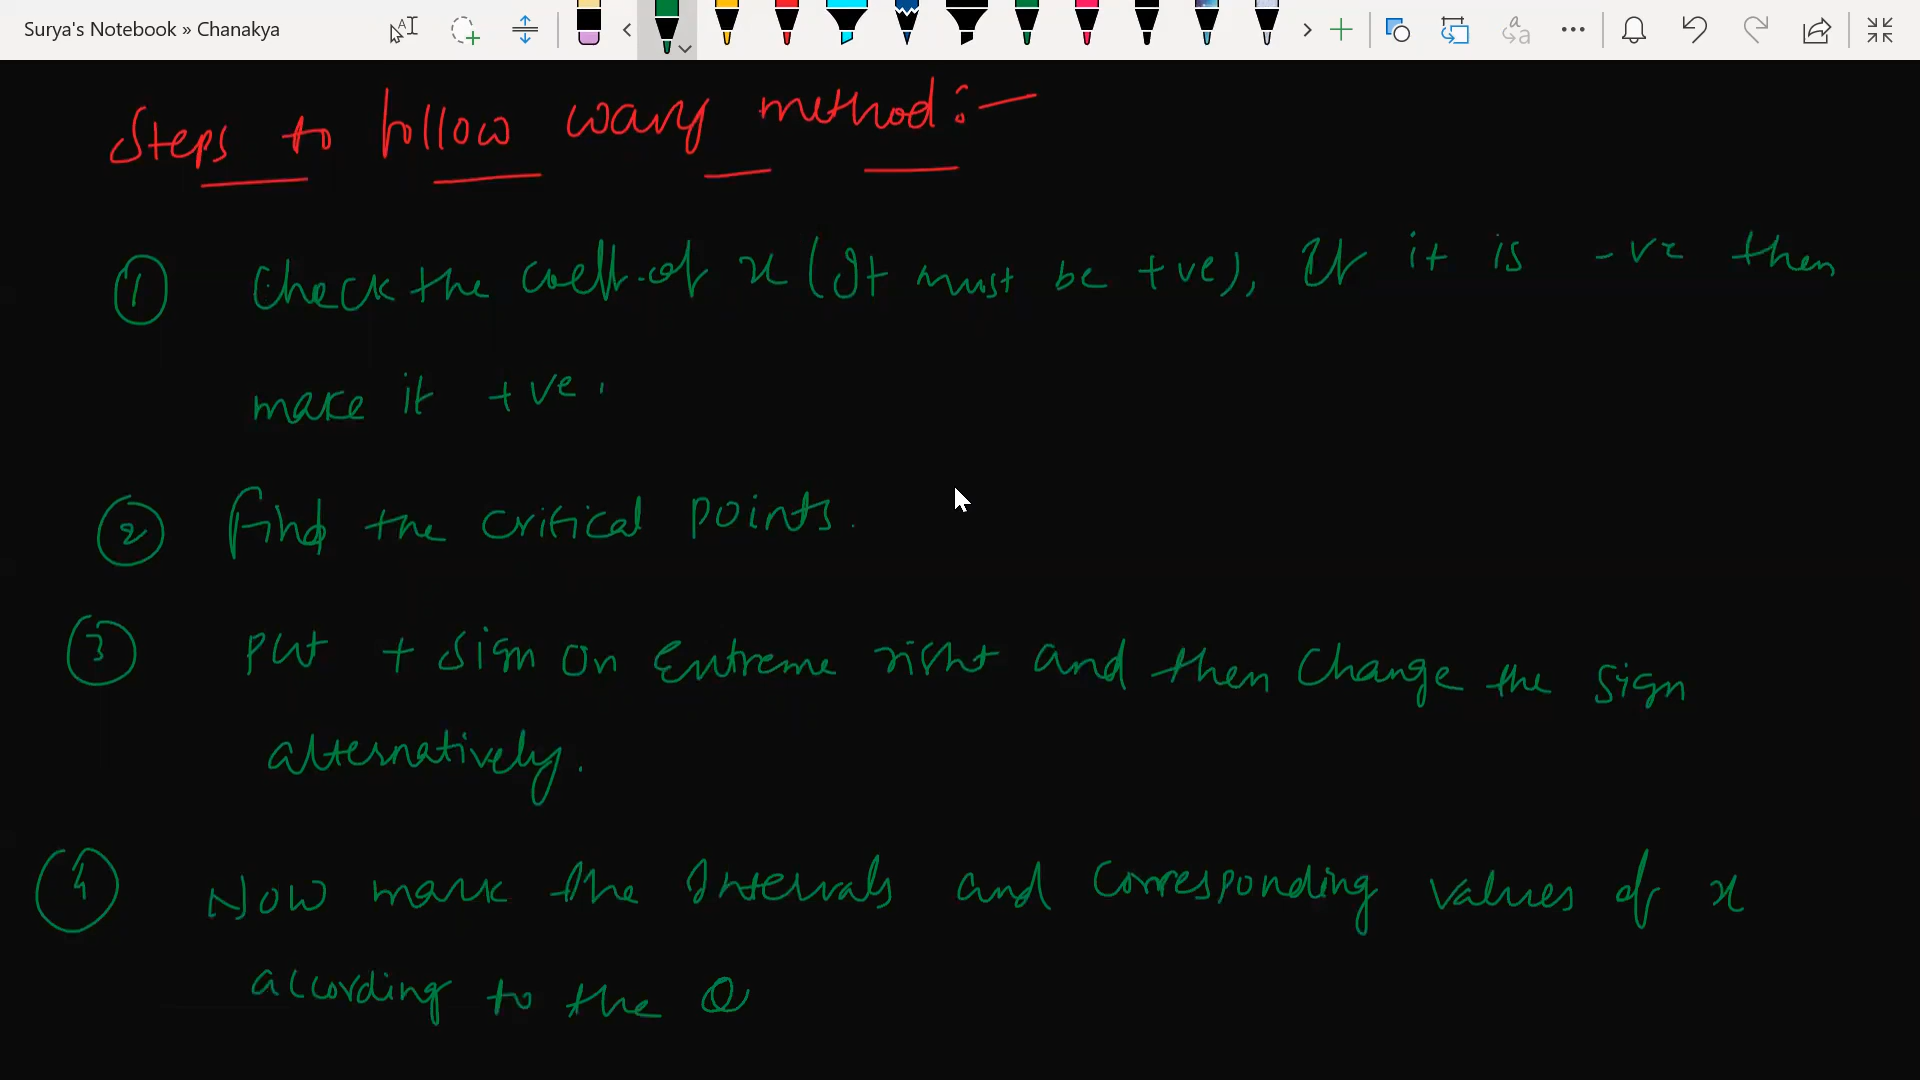 Surya's Notebook » Chanakya
Steps to follow wavy method:-
① Check the coeff. of x (It must be +ve), If it is -ve then
make it +ve.
② Find the critical points.
③ Put + sign on Extreme right and then Change the sign
alternatively.
④ Now mark the Intervals and Corresponding values of x
according to the Q